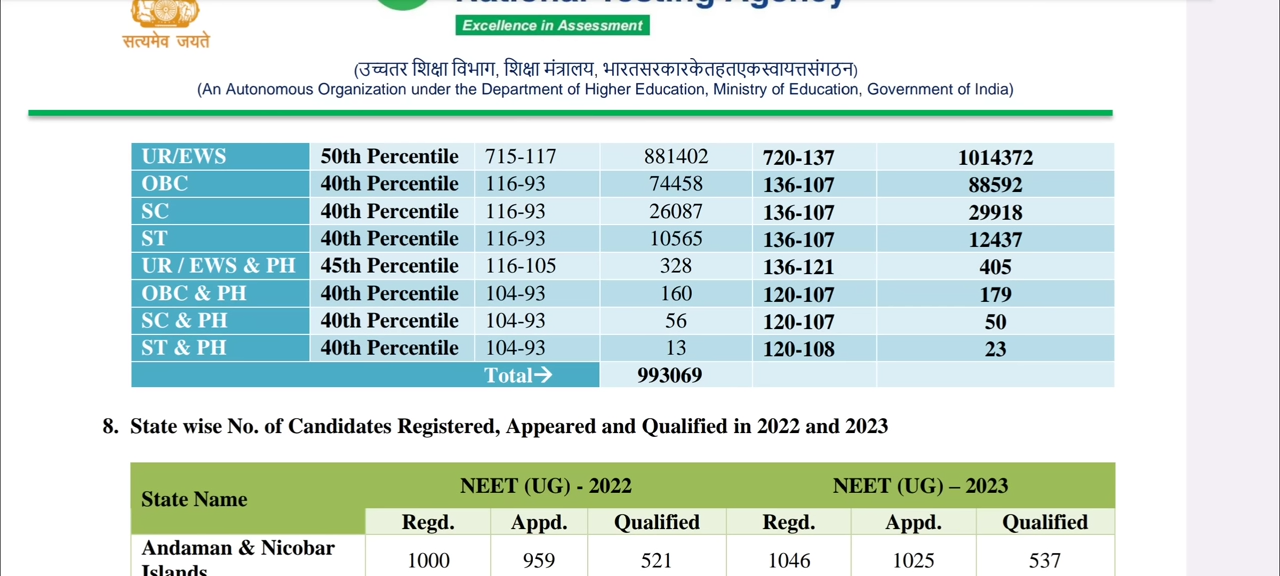 सत्यमेव जयते
National Testing Agency
Excellence in Assessment
(उच्चतर शिक्षा विभाग, शिक्षा मंत्रालय, भारतसरकारकेतहतएकस्वायत्तसंगठन)
(An Autonomous Organization under the Department of Higher Education, Ministry of Education, Government of India)
UR/EWS 50th Percentile 715-117 881402 720-137 1014372
OBC 40th Percentile 116-93 74458 136-107 88592
SC 40th Percentile 116-93 26087 136-107 29918
ST 40th Percentile 116-93 10565 136-107 12437
UR / EWS & PH 45th Percentile 116-105 328 136-121 405
OBC & PH 40th Percentile 104-93 160 120-107 179
SC & PH 40th Percentile 104-93 56 120-107 50
ST & PH 40th Percentile 104-93 13 120-108 23
Total→ 993069
8. State wise No. of Candidates Registered, Appeared and Qualified in 2022 and 2023
State Name NEET (UG) - 2022 NEET (UG) – 2023
Regd. Appd. Qualified Regd. Appd. Qualified
Andaman & Nicobar
Islands 1000 959 521 1046 1025 537